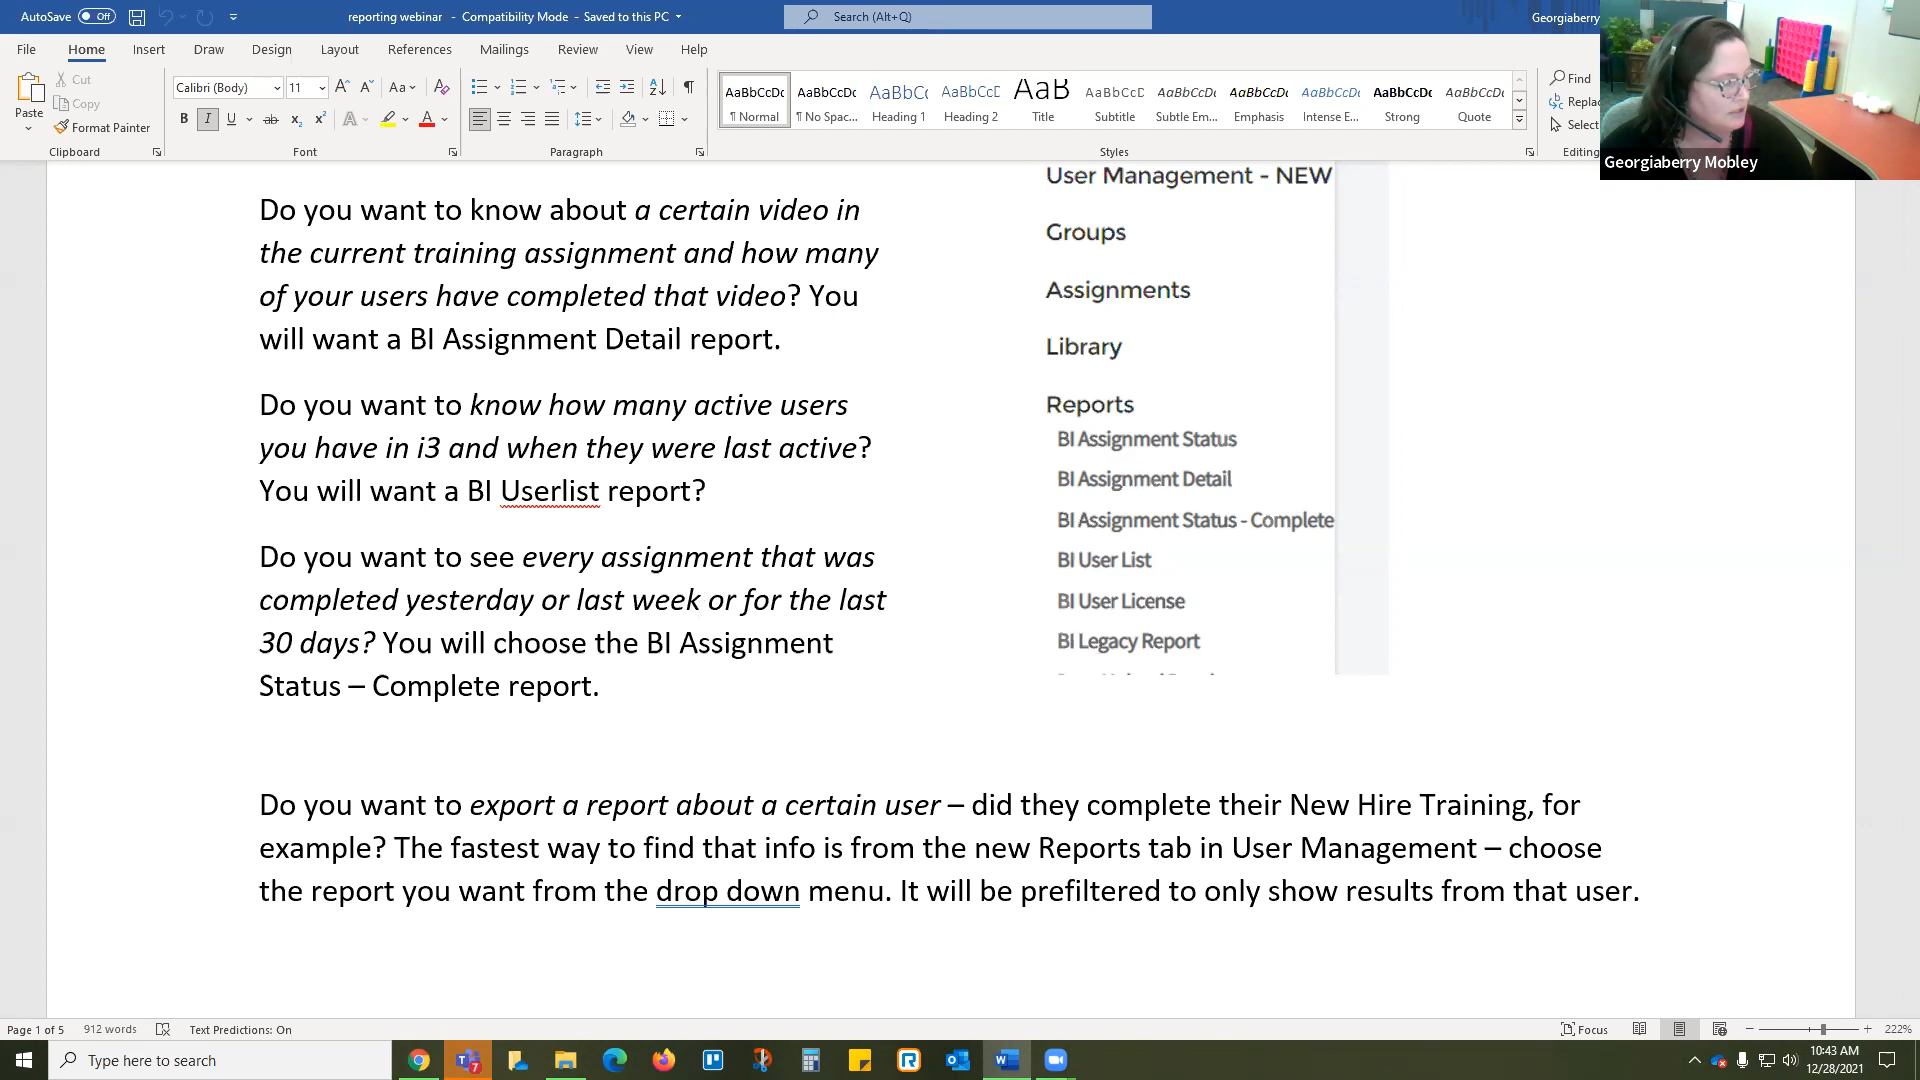 AutoSave Off
reporting webinar - Compatibility Mode - Saved to this PC
Search (Alt+Q)
Georgiaberry
File Home Insert Draw Design Layout References Mailings Review View Help
Paste
Cut
Copy
Format Painter
Clipboard
Calibri (Body) 11
Font
Paragraph
AaBbCcDc
¶ Normal
AaBbCcDc
¶ No Spac...
AaBbC(
Heading 1
AaBbCcD
Heading 2
AaB
Title
AaBbCcD
Subtitle
AaBbCcDc
Subtle Em...
AaBbCcDc
Emphasis
AaBbCcDc
Intense E...
AaBbCcDc
Strong
AaBbCcDc
Quote
Styles
Find
Replac
Select
Editing
Georgiaberry Mobley
Do you want to know about a certain video in
the current training assignment and how many
of your users have completed that video? You
will want a BI Assignment Detail report.
Do you want to know how many active users
you have in i3 and when they were last active?
You will want a BI Userlist report?
Do you want to see every assignment that was
completed yesterday or last week or for the last
30 days? You will choose the BI Assignment
Status – Complete report.
User Management - NEW
Groups
Assignments
Library
Reports
BI Assignment Status
BI Assignment Detail
BI Assignment Status - Complete
BI User List
BI User License
BI Legacy Report
Do you want to export a report about a certain user – did they complete their New Hire Training, for
example? The fastest way to find that info is from the new Reports tab in User Management – choose
the report you want from the drop down menu. It will be prefiltered to only show results from that user.
Page 1 of 5 912 words Text Predictions: On
Focus
222%
Type here to search
7
10:43 AM
12/28/2021